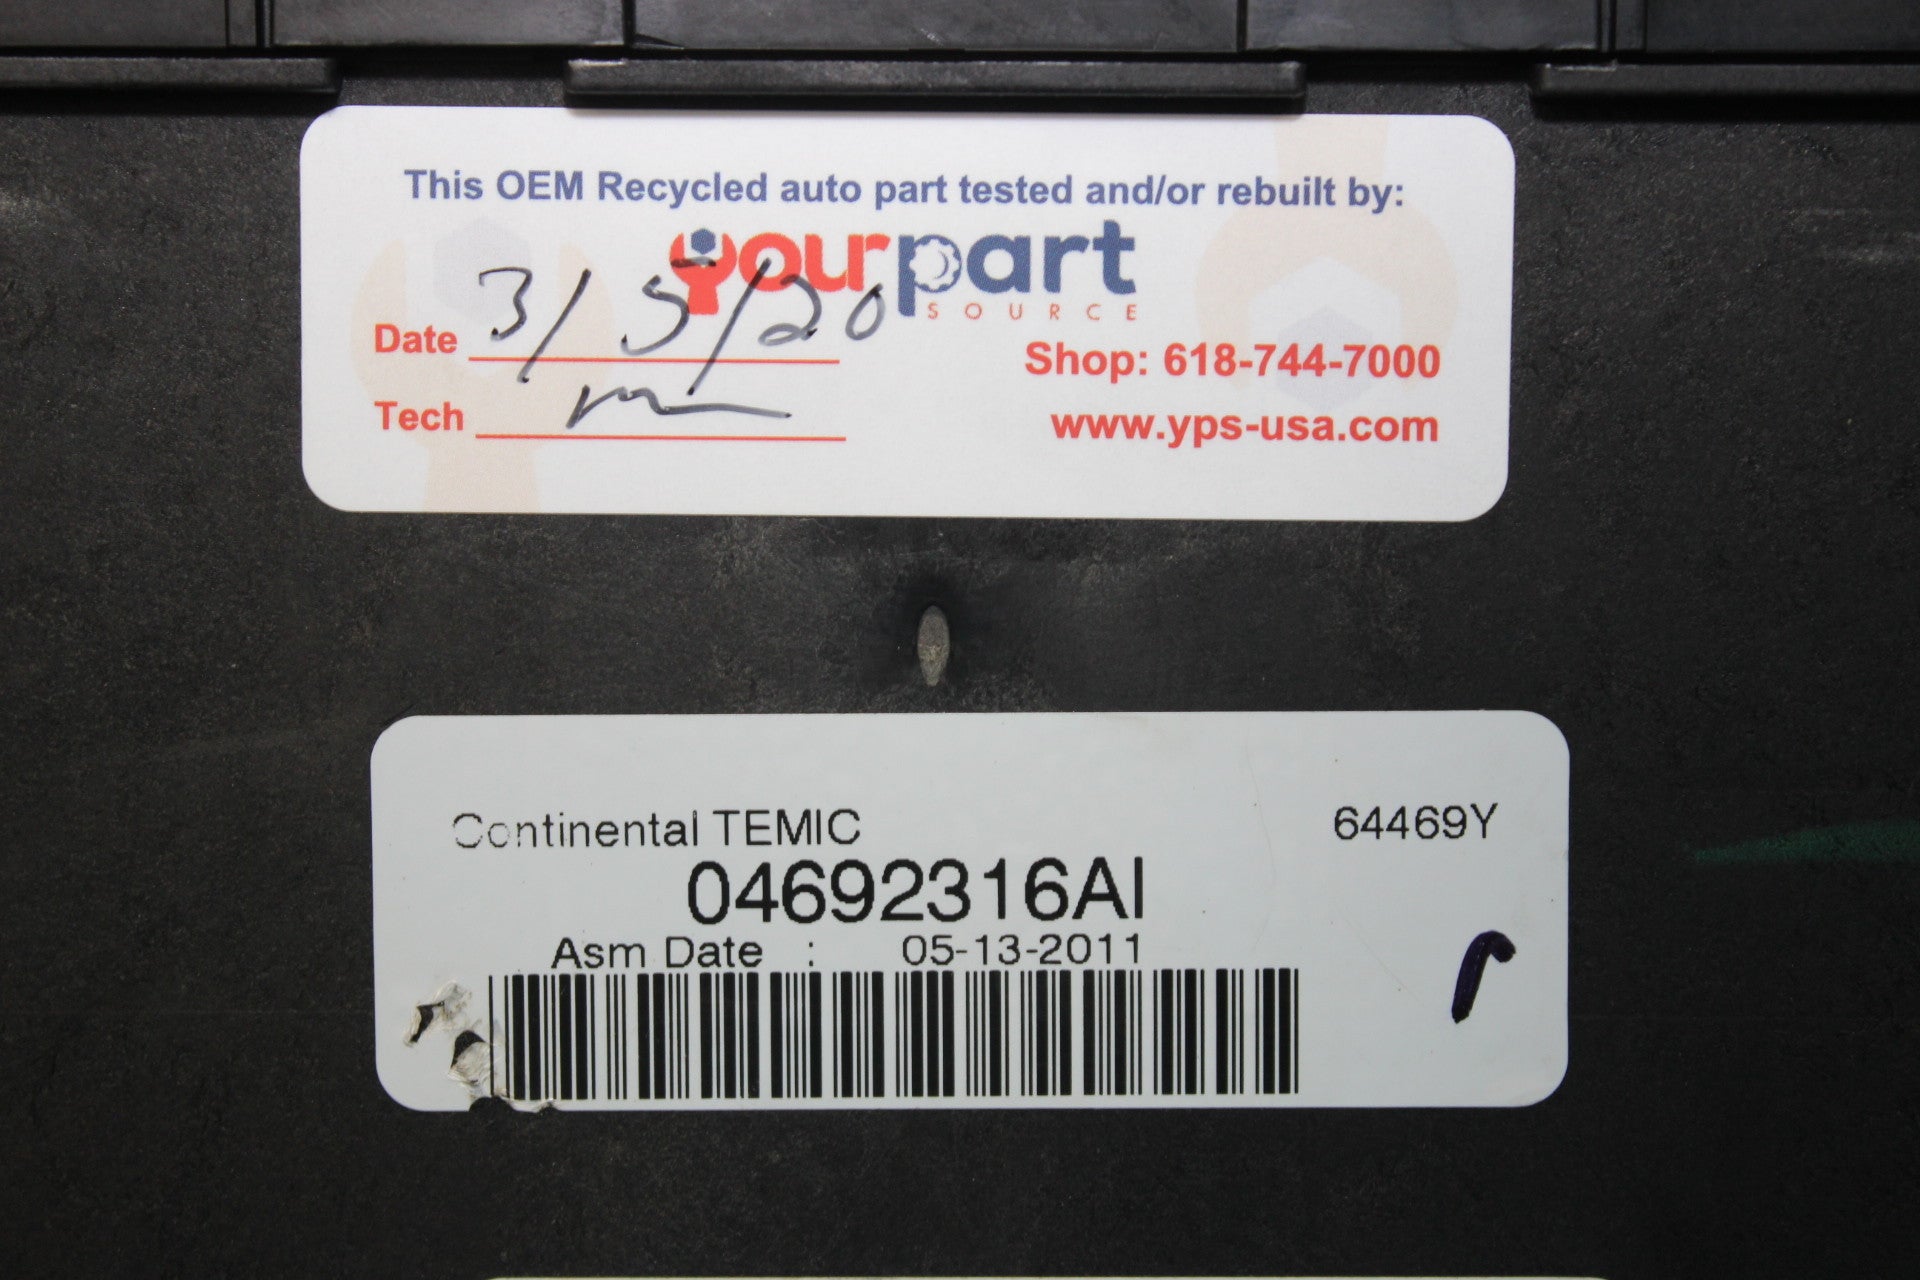 This OEM Recycled auto part tested and/or rebuilt by:
yourpart
SOURCE
Date 3/5/20
Shop: 618-744-7000
Tech
www.yps-usa.com
Continental TEMIC 64469Y
04692316AI
Asm Date : 05-13-2011